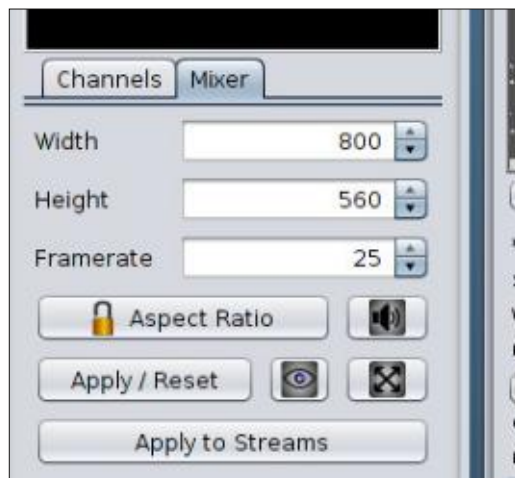 Channels Mixer
Width 800
Height 560
Framerate 25
Aspect Ratio
Apply / Reset
Apply to Streams